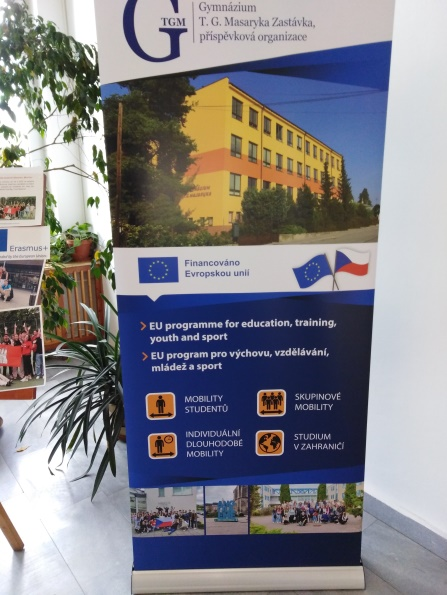 G TGM
Gymnázium
T. G. Masaryka Zastávka,
příspěvková organizace
Erasmus+
Financováno
Evropskou unií
EU programme for education, training,
youth and sport
EU program pro výchovu, vzdělávání,
mládež a sport
MOBILITY
STUDENTŮ
SKUPINOVÉ
MOBILITY
INDIVIDUÁLNÍ
DLOUHODOBÉ
MOBILITY
STUDIUM
V ZAHRANIČÍ